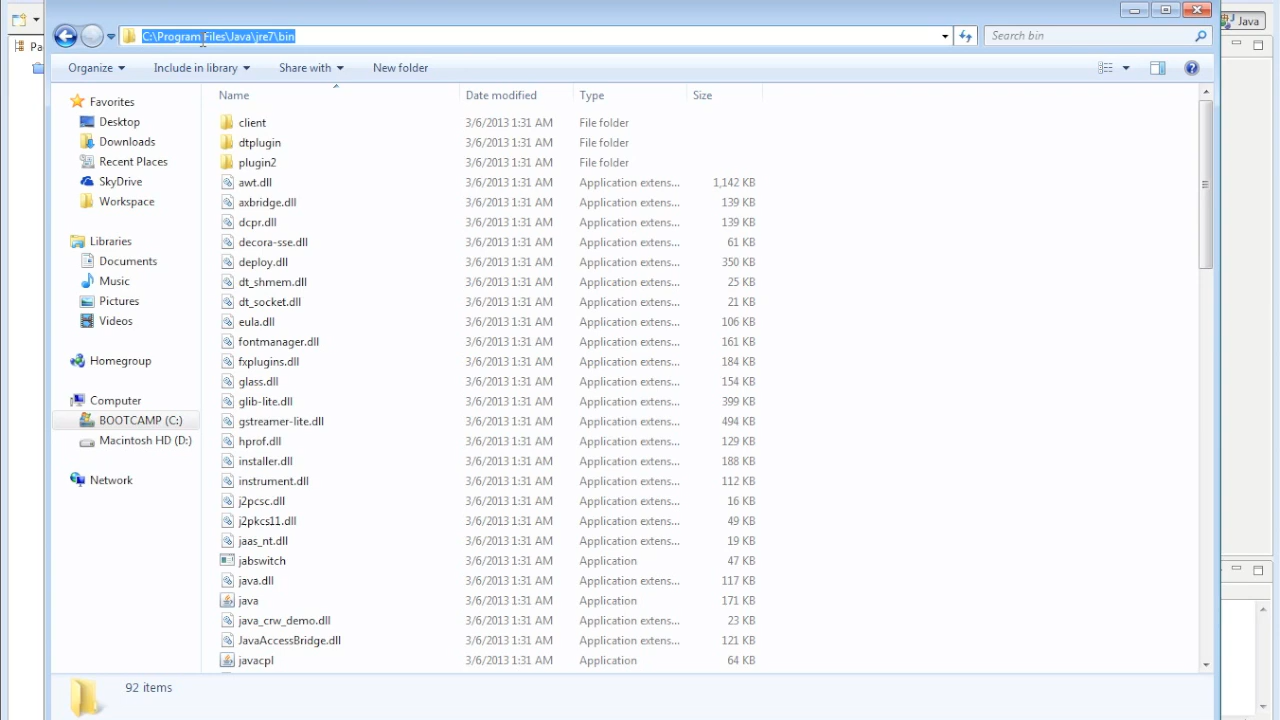 Java
C:\Program Files\Java\jre7\bin
Search bin
Pa
Organize
Include in library
Share with
New folder
Name
Date modified
Type
Size
Favorites
Desktop
Downloads
Recent Places
SkyDrive
Workspace
Libraries
Documents
Music
Pictures
Videos
Homegroup
Computer
BOOTCAMP (C:)
Macintosh HD (D:)
Network
client 3/6/2013 1:31 AM File folder
dtplugin 3/6/2013 1:31 AM File folder
plugin2 3/6/2013 1:31 AM File folder
awt.dll 3/6/2013 1:31 AM Application extens... 1,142 KB
axbridge.dll 3/6/2013 1:31 AM Application extens... 139 KB
dcpr.dll 3/6/2013 1:31 AM Application extens... 139 KB
decora-sse.dll 3/6/2013 1:31 AM Application extens... 61 KB
deploy.dll 3/6/2013 1:31 AM Application extens... 350 KB
dt_shmem.dll 3/6/2013 1:31 AM Application extens... 25 KB
dt_socket.dll 3/6/2013 1:31 AM Application extens... 21 KB
eula.dll 3/6/2013 1:31 AM Application extens... 106 KB
fontmanager.dll 3/6/2013 1:31 AM Application extens... 161 KB
fxplugins.dll 3/6/2013 1:31 AM Application extens... 184 KB
glass.dll 3/6/2013 1:31 AM Application extens... 154 KB
glib-lite.dll 3/6/2013 1:31 AM Application extens... 399 KB
gstreamer-lite.dll 3/6/2013 1:31 AM Application extens... 494 KB
hprof.dll 3/6/2013 1:31 AM Application extens... 129 KB
installer.dll 3/6/2013 1:31 AM Application extens... 188 KB
instrument.dll 3/6/2013 1:31 AM Application extens... 112 KB
j2pcsc.dll 3/6/2013 1:31 AM Application extens... 16 KB
j2pkcs11.dll 3/6/2013 1:31 AM Application extens... 49 KB
jaas_nt.dll 3/6/2013 1:31 AM Application extens... 19 KB
jabswitch 3/6/2013 1:31 AM Application 47 KB
java.dll 3/6/2013 1:31 AM Application extens... 117 KB
java 3/6/2013 1:31 AM Application 171 KB
java_crw_demo.dll 3/6/2013 1:31 AM Application extens... 23 KB
JavaAccessBridge.dll 3/6/2013 1:31 AM Application extens... 121 KB
javacpl 3/6/2013 1:31 AM Application 64 KB
92 items